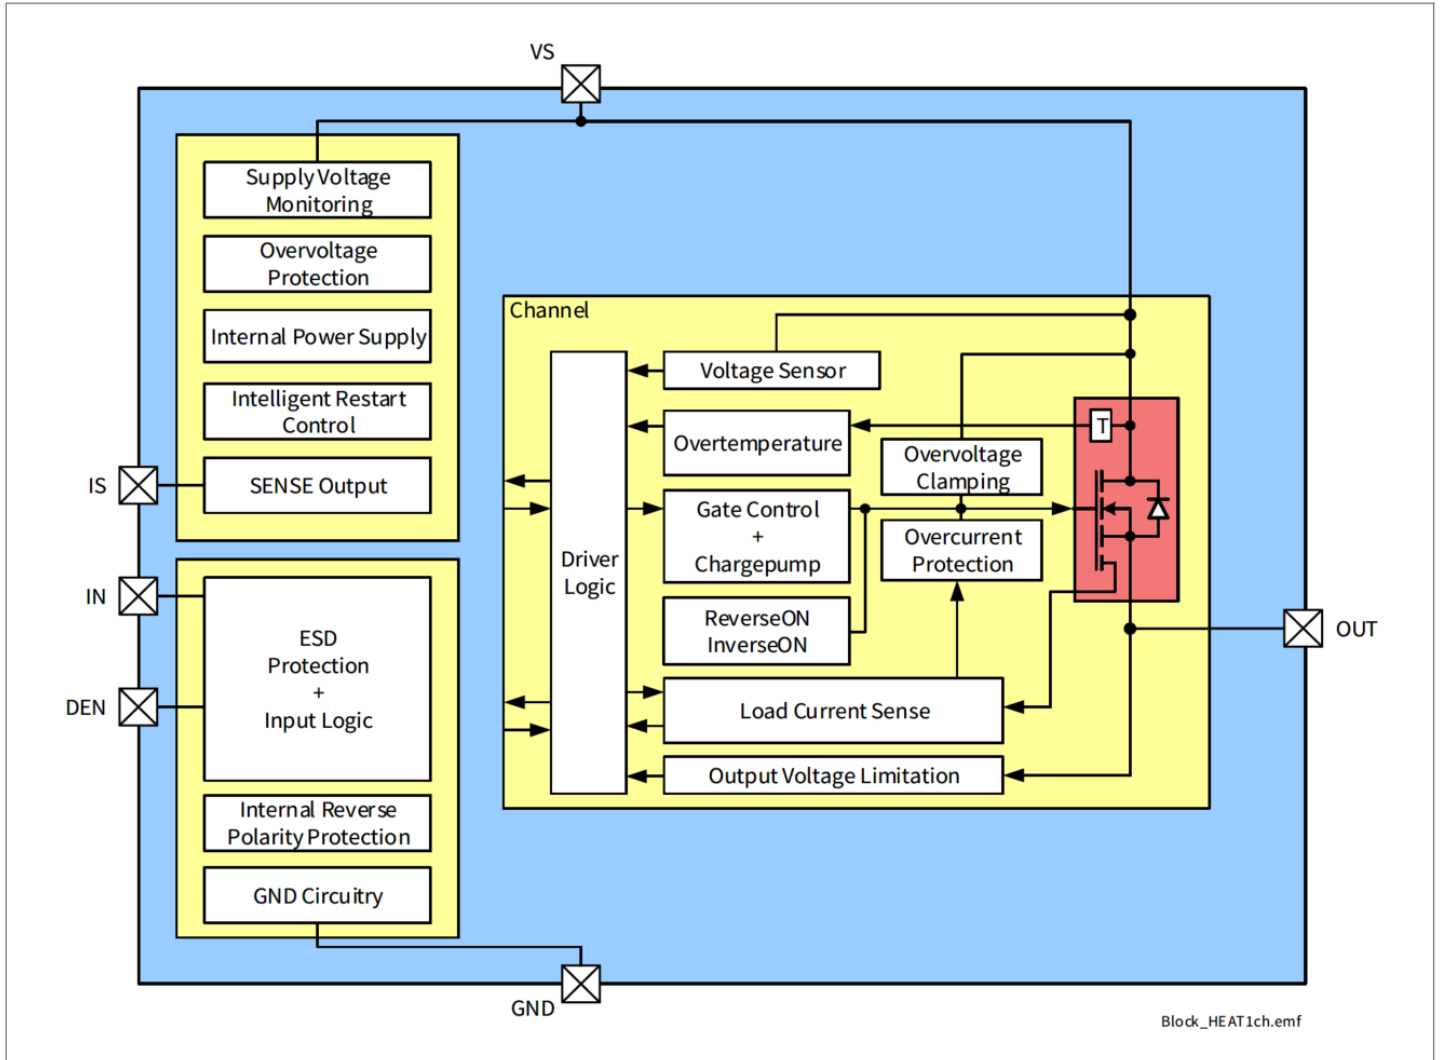 VS
Supply Voltage
Monitoring
Overvoltage
Protection
Internal Power Supply
Intelligent Restart
Control
IS
SENSE Output
IN
DEN
ESD
Protection
+
Input Logic
Internal Reverse
Polarity Protection
GND Circuitry
GND
Channel
Driver
Logic
Voltage Sensor
Overtemperature
Gate Control
+
Chargepump
ReverseON
InverseON
Load Current Sense
Output Voltage Limitation
Overvoltage
Clamping
Overcurrent
Protection
T
OUT
Block_HEAT1ch.emf